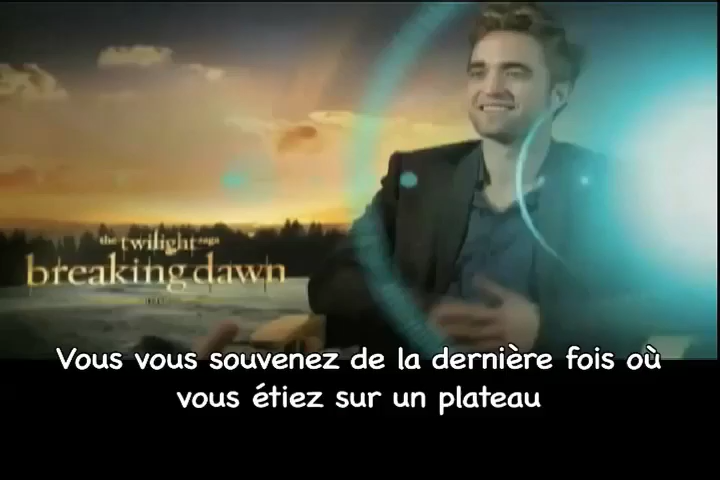 the twilight saga
breaking dawn
Vous vous souvenez de la dernière fois où
vous étiez sur un plateau